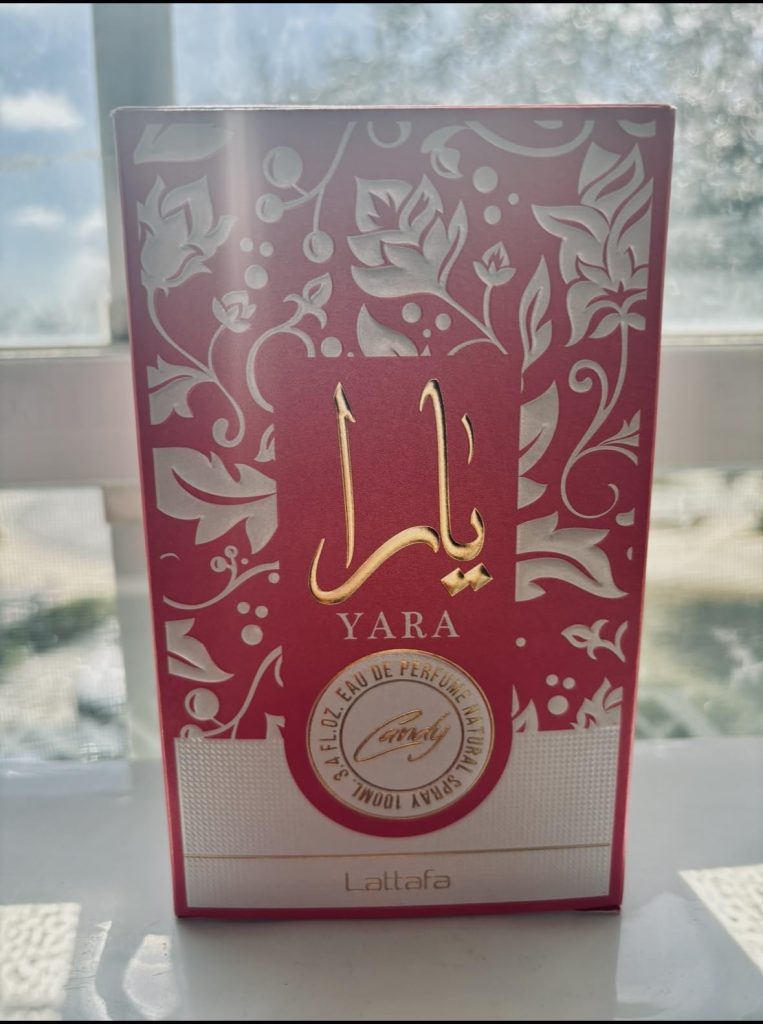 يارا
YARA
EAU DE PERFUME NATURAL SPRAY 100ML. 3.4 FL.OZ.
Candy
Lattafa